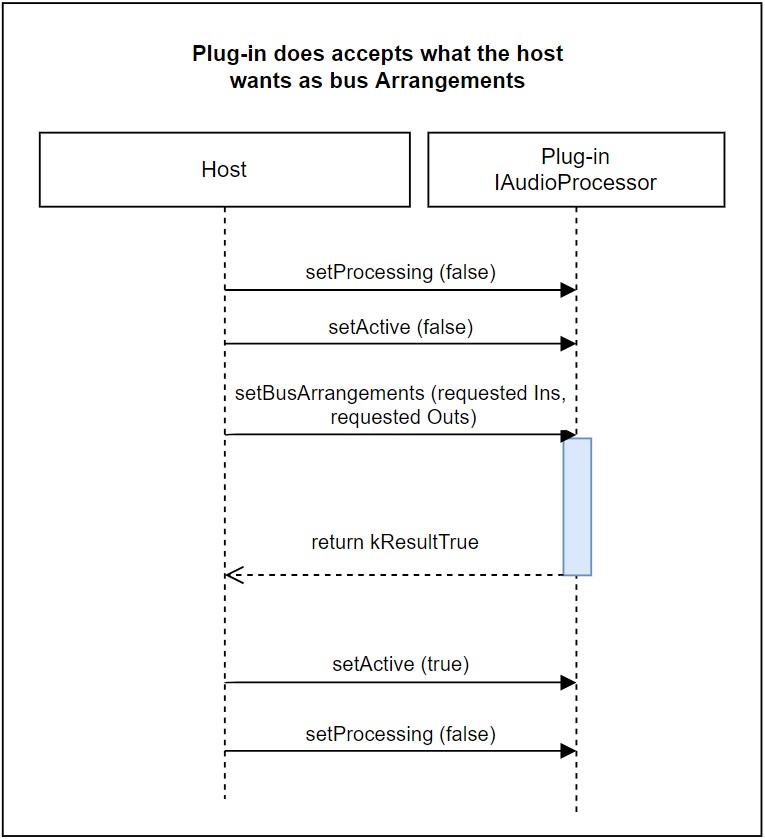 Plug-in does accepts what the host
wants as bus Arrangements
Host
Plug-in
IAudioProcessor
setProcessing (false)
setActive (false)
setBusArrangements (requested Ins,
requested Outs)
return kResultTrue
setActive (true)
setProcessing (false)